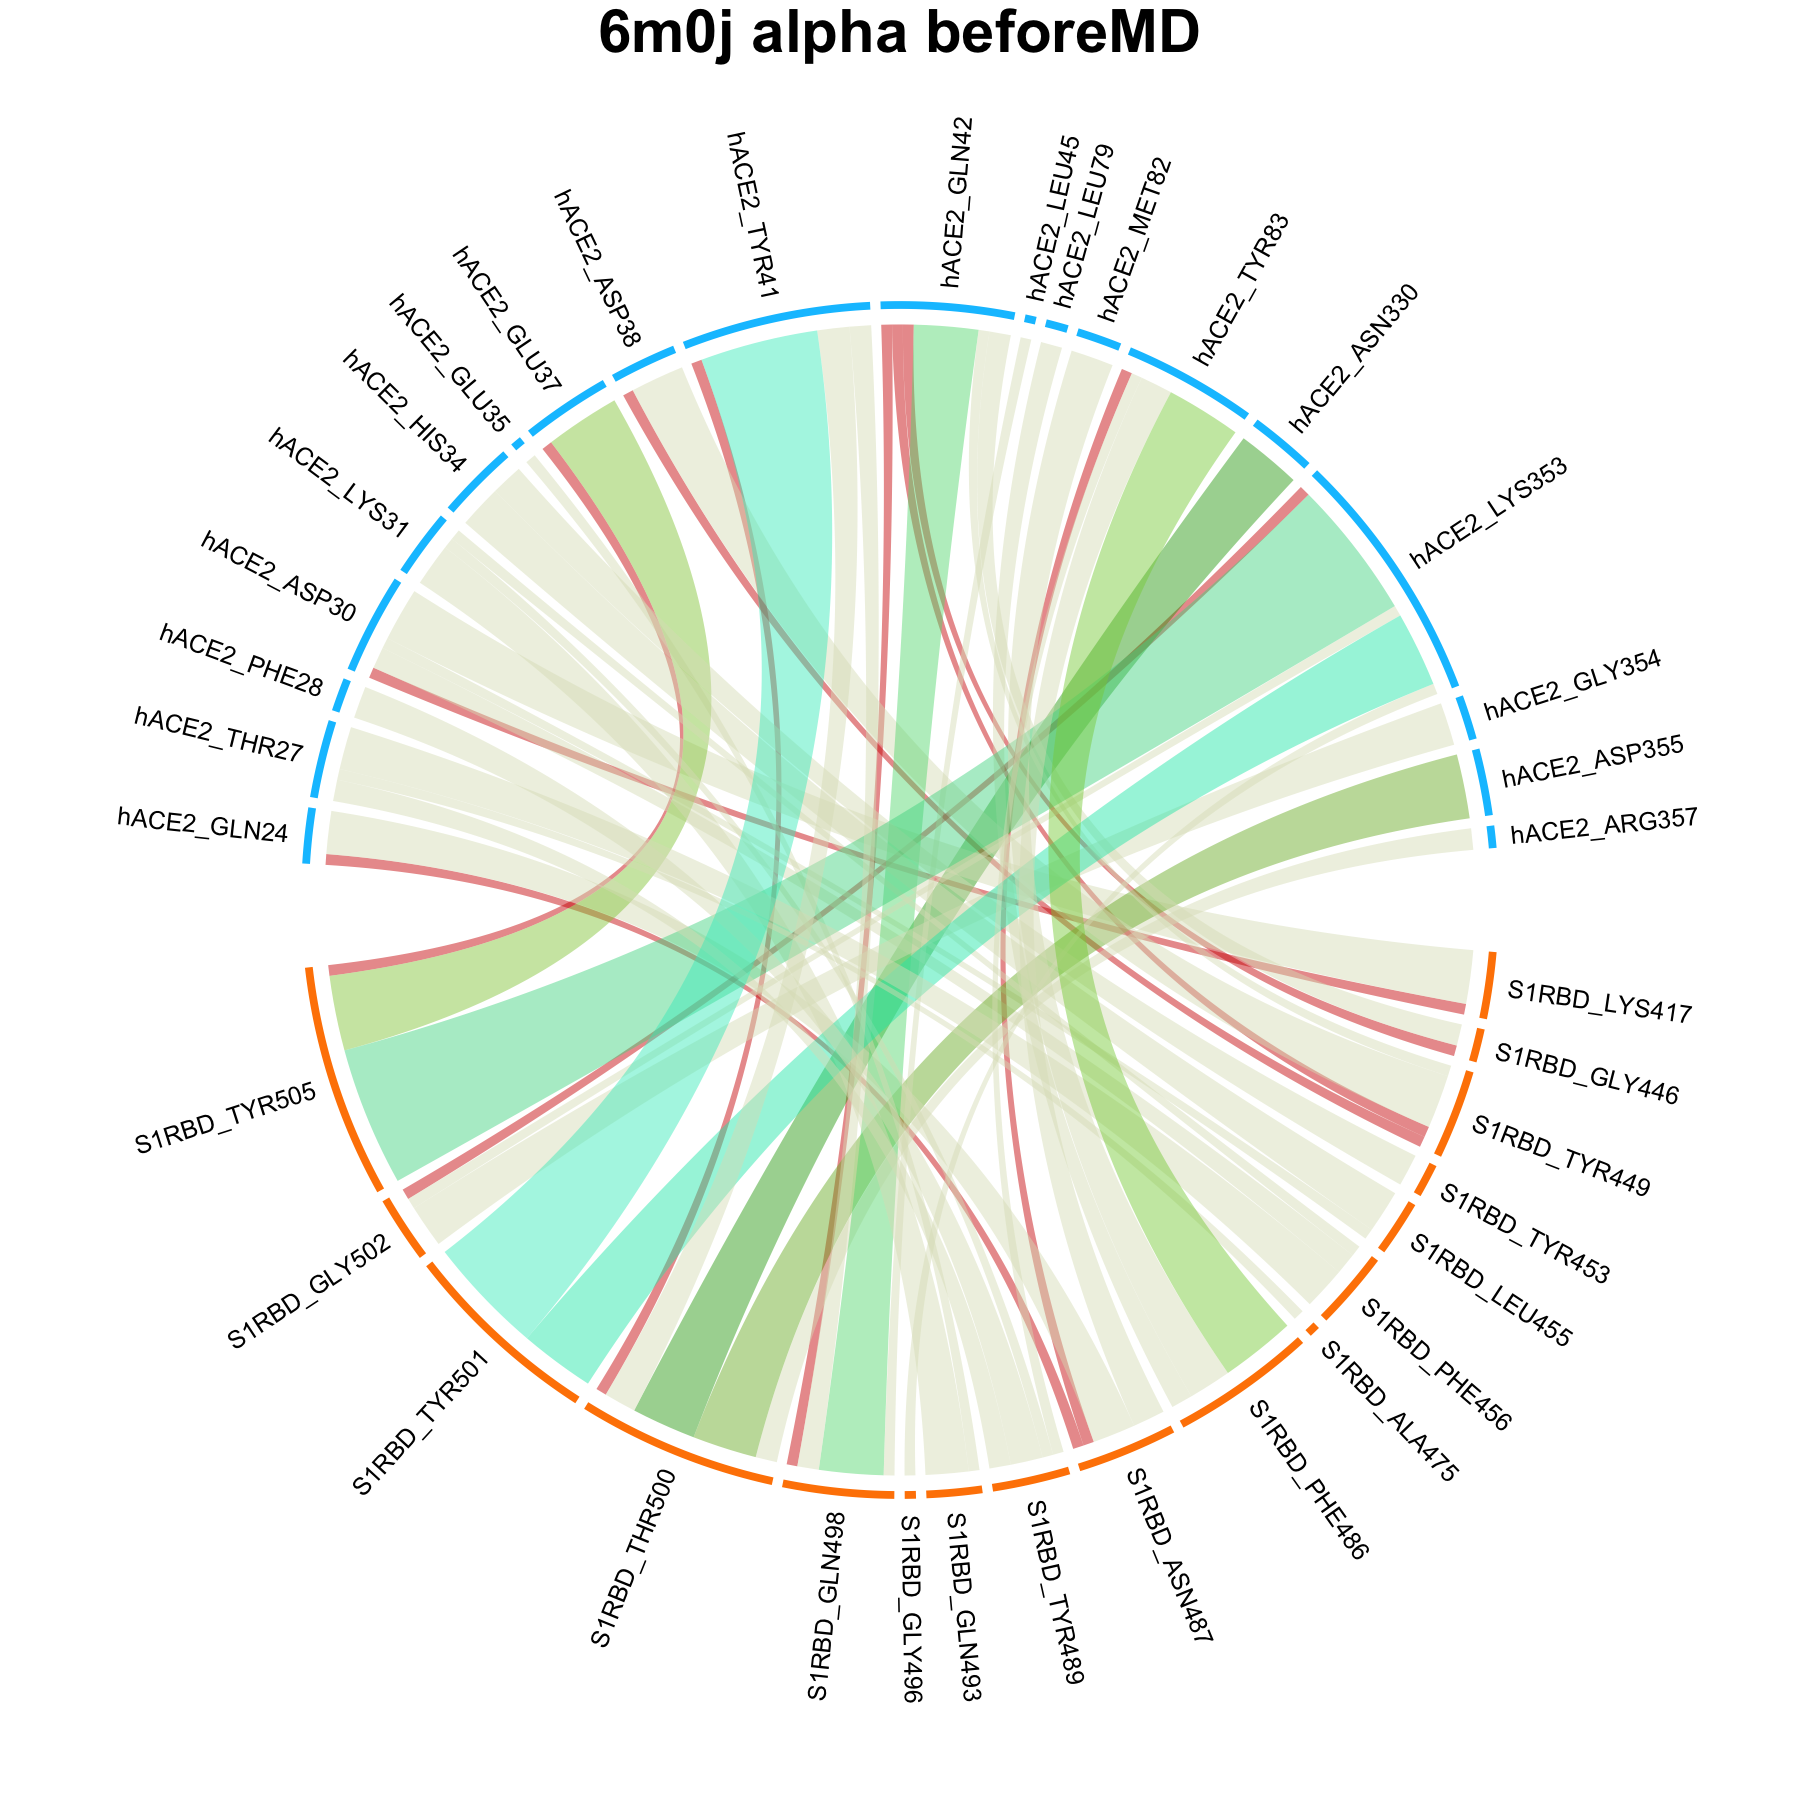 6m0j alpha beforeMD
hACE2_GLN24
hACE2_THR27
hACE2_PHE28
hACE2_ASP30
hACE2_LYS31
hACE2_HIS34
hACE2_GLU35
hACE2_GLU37
hACE2_ASP38
hACE2_TYR41
hACE2_GLN42
hACE2_LEU45
hACE2_LEU79
hACE2_MET82
hACE2_TYR83
hACE2_ASN330
hACE2_LYS353
hACE2_GLY354
hACE2_ASP355
hACE2_ARG357
S1RBD_LYS417
S1RBD_GLY446
S1RBD_TYR449
S1RBD_TYR453
S1RBD_LEU455
S1RBD_PHE456
S1RBD_ALA475
S1RBD_PHE486
S1RBD_ASN487
S1RBD_TYR489
S1RBD_GLN493
S1RBD_GLY496
S1RBD_GLN498
S1RBD_THR500
S1RBD_TYR501
S1RBD_GLY502
S1RBD_TYR505